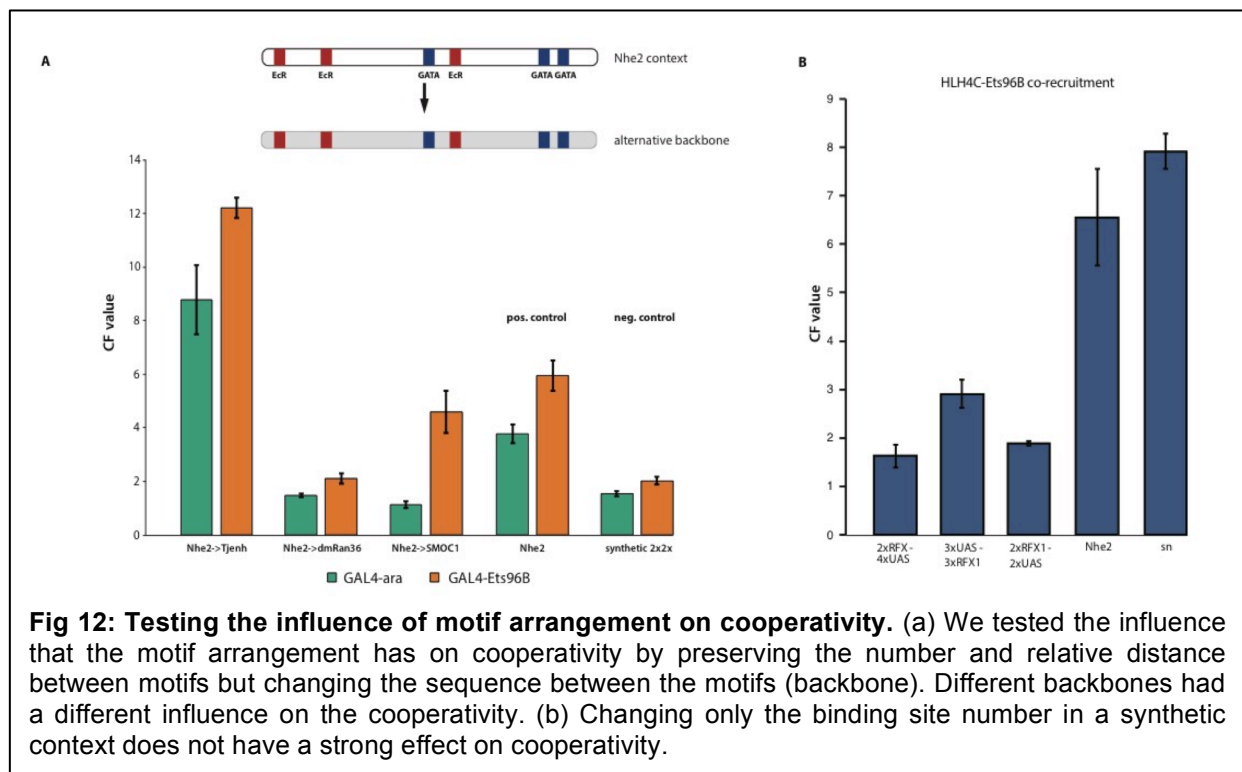 A
Nhe2 context
EcR EcR GATA EcR GATA GATA
alternative backbone
14
12
10
8
6
4
2
0
CF value
pos. control neg. control
Nhe2->Tjenh Nhe2->dmRan36 Nhe2->SMOC1 Nhe2 synthetic 2x2x
GAL4-ara GAL4-Ets96B
B
HLH4C-Ets96B co-recruitment
9
8
7
6
5
4
3
2
1
0
CF value
2xRFX - 3xUAS - 2xRFX1- Nhe2 sn
4xUAS 3xRFX1 2xUAS
Fig 12: Testing the influence of motif arrangement on cooperativity. (a) We tested the influence
that the motif arrangement has on cooperativity by preserving the number and relative distance
between motifs but changing the sequence between the motifs (backbone). Different backbones had
a different influence on the cooperativity. (b) Changing only the binding site number in a synthetic
context does not have a strong effect on cooperativity.